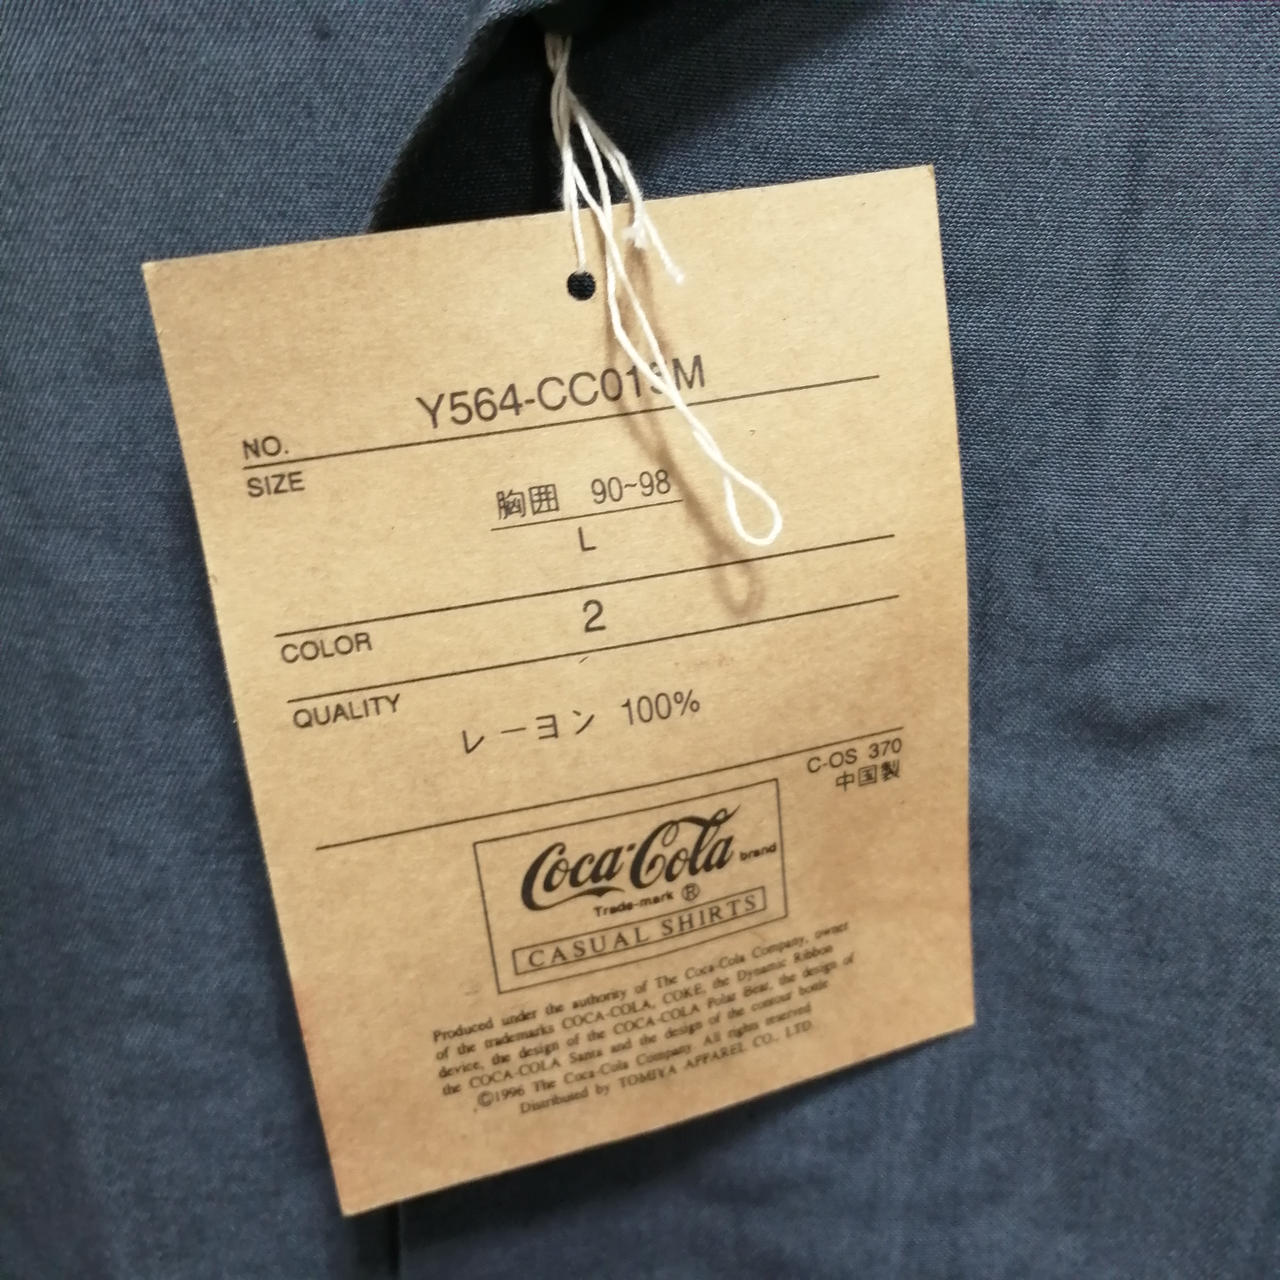 Y564-CC015M
NO.
SIZE
胸囲 90~98
L
2
COLOR
QUALITY
レーヨン 100%
C-OS 370
中国製
Coca-Cola brand
Trade-mark ®
CASUAL SHIRTS
Produced under the authority of The Coca-Cola Company, owner
of the trademarks COCA-COLA, COKE, the Dynamic Ribbon
device, the design of the COCA-COLA Polar Bear, the design of
the COCA-COLA Santa and the design of the contour bottle
©1996 The Coca-Cola Company. All rights reserved
Distributed by TOMIYA APPAREL CO., LTD.